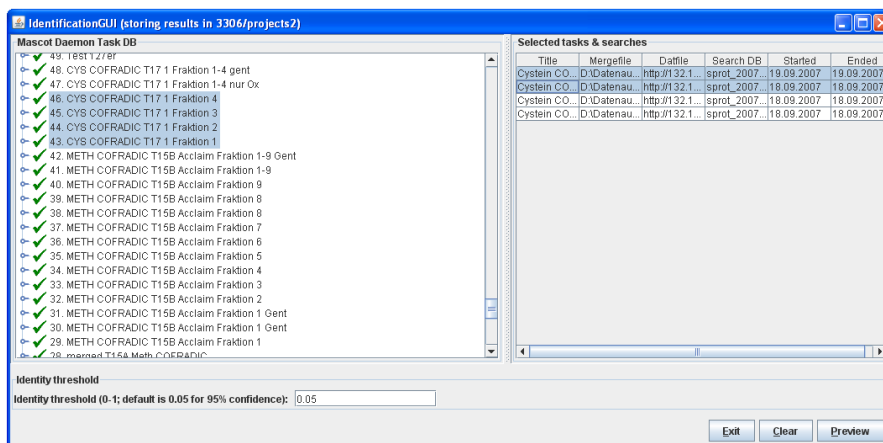 IdentificationGUI (storing results in 3306/projects2)
Mascot Daemon Task DB
49. Test 127er
48. CYS COFRADIC T17 1 Fraktion 1-4 gent
47. CYS COFRADIC T17 1 Fraktion 1-4 nur Ox
46. CYS COFRADIC T17 1 Fraktion 4
45. CYS COFRADIC T17 1 Fraktion 3
44. CYS COFRADIC T17 1 Fraktion 2
43. CYS COFRADIC T17 1 Fraktion 1
42. METH COFRADIC T15B Acclaim Fraktion 1-9 Gent
41. METH COFRADIC T15B Acclaim Fraktion 1-9
40. METH COFRADIC T15B Acclaim Fraktion 9
39. METH COFRADIC T15B Acclaim Fraktion 8
38. METH COFRADIC T15B Acclaim Fraktion 8
37. METH COFRADIC T15B Acclaim Fraktion 7
36. METH COFRADIC T15B Acclaim Fraktion 6
35. METH COFRADIC T15B Acclaim Fraktion 5
34. METH COFRADIC T15B Acclaim Fraktion 4
33. METH COFRADIC T15B Acclaim Fraktion 3
32. METH COFRADIC T15B Acclaim Fraktion 2
31. METH COFRADIC T15B Acclaim Fraktion 1 Gent
30. METH COFRADIC T15B Acclaim Fraktion 1 Gent
29. METH COFRADIC T15B Acclaim Fraktion 1
28. merged T15A Meth COFRADIC
Selected tasks & searches
Title Mergefile Datfile Search DB Started Ended
Cystein CO... D:\Datenau... http://132.1... sprot_2007... 19.09.2007 19.09.2007
Cystein CO... D:\Datenau... http://132.1... sprot_2007... 19.09.2007 19.09.2007
Cystein CO... D:\Datenau... http://132.1... sprot_2007... 18.09.2007 18.09.2007
Cystein CO... D:\Datenau... http://132.1... sprot_2007... 18.09.2007 18.09.2007
Identity threshold
Identity threshold (0-1; default is 0.05 for 95% confidence): 0.05
Exit Clear Preview